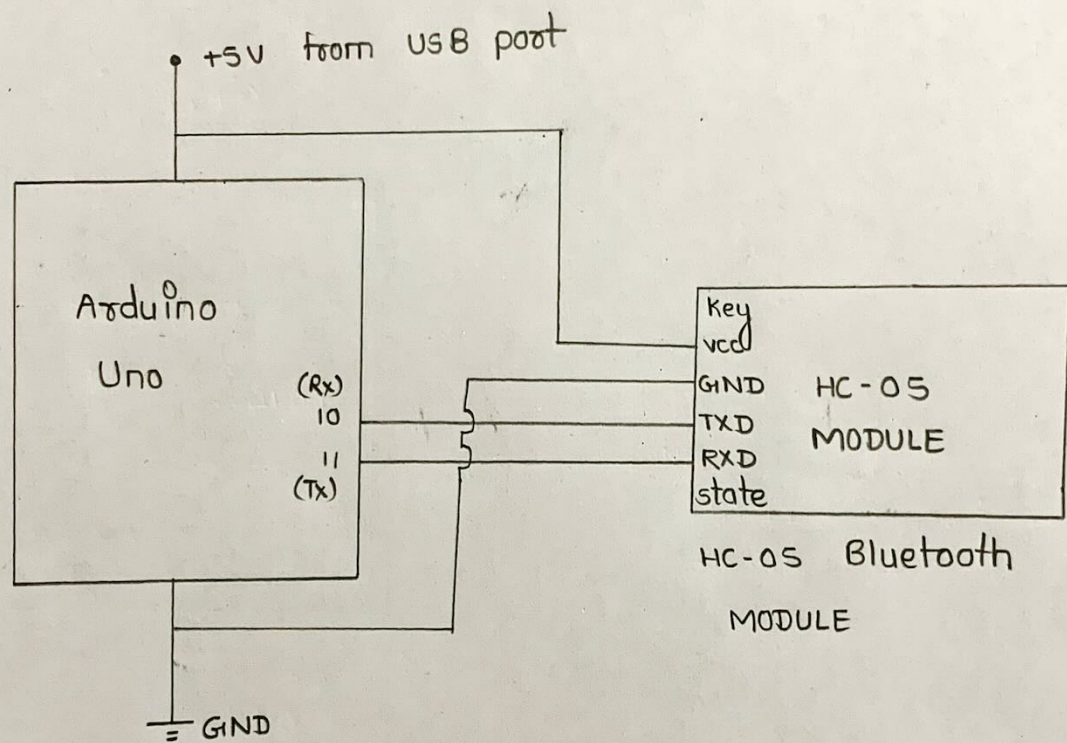 +5V from USB port
Arduino
Uno
(Rx)
10
11
(Tx)
GND
Key
VCC
GND
TXD
RXD
state
HC-05
MODULE
HC-05 Bluetooth
MODULE